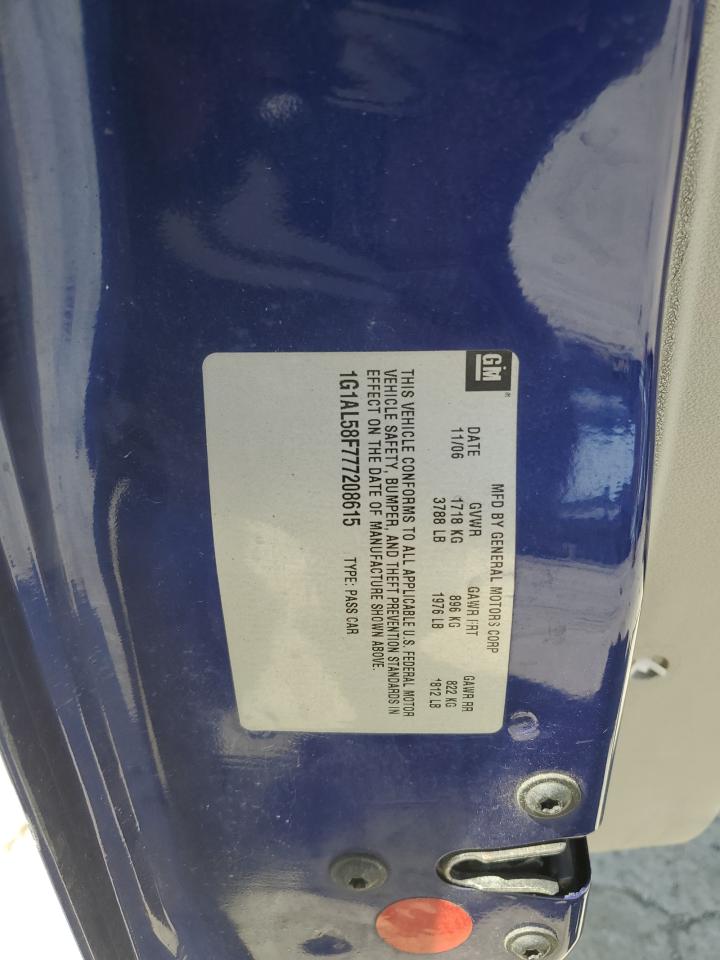 GM ®
MFD BY GENERAL MOTORS CORP
DATE GVWR GAWR FRT GAWR RR
11/06 1718 KG 896 KG 822 KG
3788 LB 1976 LB 1812 LB
THIS VEHICLE CONFORMS TO ALL APPLICABLE U.S. FEDERAL MOTOR
VEHICLE SAFETY, BUMPER, AND THEFT PREVENTION STANDARDS IN
EFFECT ON THE DATE OF MANUFACTURE SHOWN ABOVE.
1G1AL58F777208615 TYPE: PASS CAR